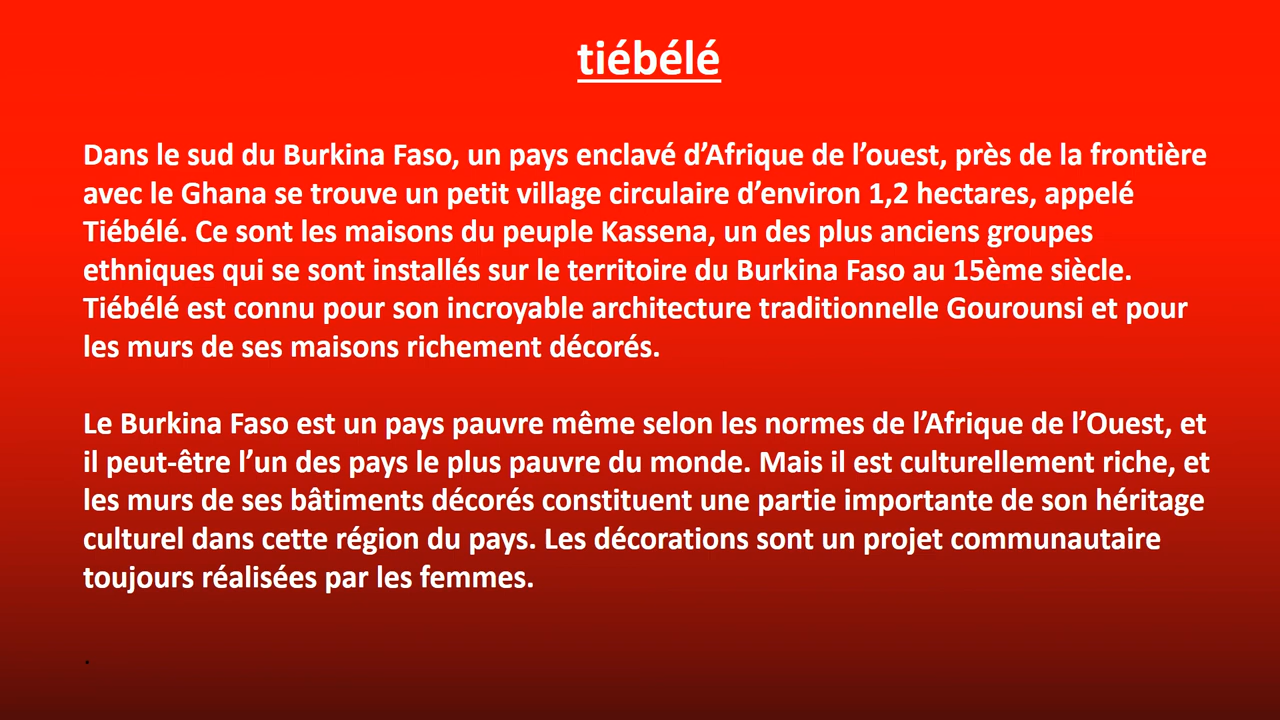 tiébélé
Dans le sud du Burkina Faso, un pays enclavé d’Afrique de l’ouest, près de la frontière
avec le Ghana se trouve un petit village circulaire d’environ 1,2 hectares, appelé
Tiébélé. Ce sont les maisons du peuple Kassena, un des plus anciens groupes
ethniques qui se sont installés sur le territoire du Burkina Faso au 15ème siècle.
Tiébélé est connu pour son incroyable architecture traditionnelle Gourounsi et pour
les murs de ses maisons richement décorés.
Le Burkina Faso est un pays pauvre même selon les normes de l’Afrique de l’Ouest, et
il peut-être l’un des pays le plus pauvre du monde. Mais il est culturellement riche, et
les murs de ses bâtiments décorés constituent une partie importante de son héritage
culturel dans cette région du pays. Les décorations sont un projet communautaire
toujours réalisées par les femmes.
.